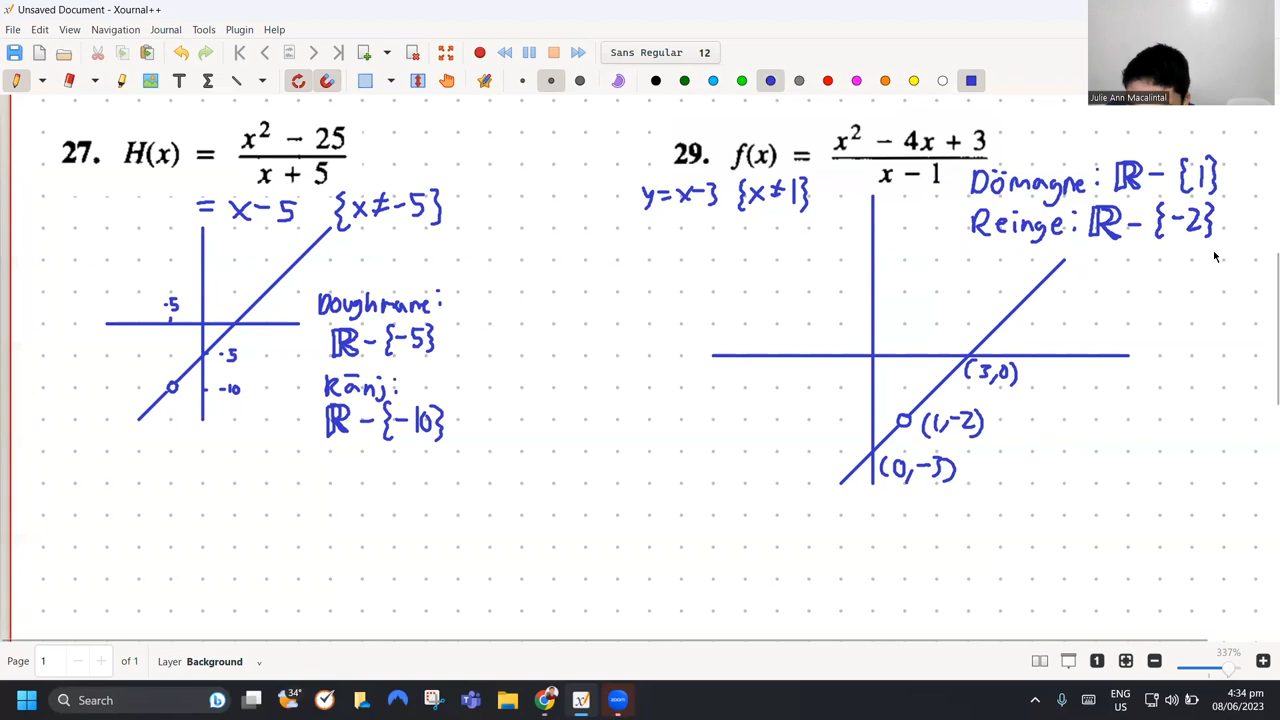 Unsaved Document - Xournal++
File Edit View Navigation Journal Tools Plugin Help
Sans Regular 12
Julie Ann Macalintal
27. H(x) = x² − 25 / x + 5
= x−5 {x≠−5}
-5
-5
-10
Doughmane:
ℝ − {−5}
Rānj:
ℝ − {−10}
29. f(x) = x² − 4x + 3 / x − 1
y=x−3 {x≠1}
Dömagne: ℝ − {1}
Reinge: ℝ − {−2}
(3,0)
(1,−2)
(0,−3)
Page 1 of 1 Layer Background
337%
Search
34°
ENG
US
4:34 pm
08/06/2023